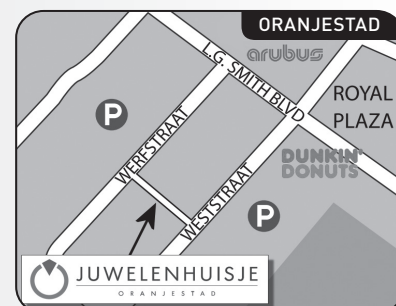 ORANJESTAD
arubus
L.G. SMITH BLVD
ROYAL
PLAZA
P
WERFSTRAAT
DUNKIN'
DONUTS
WESTSTRAAT
P
JUWELENHUISJE
ORANJESTAD